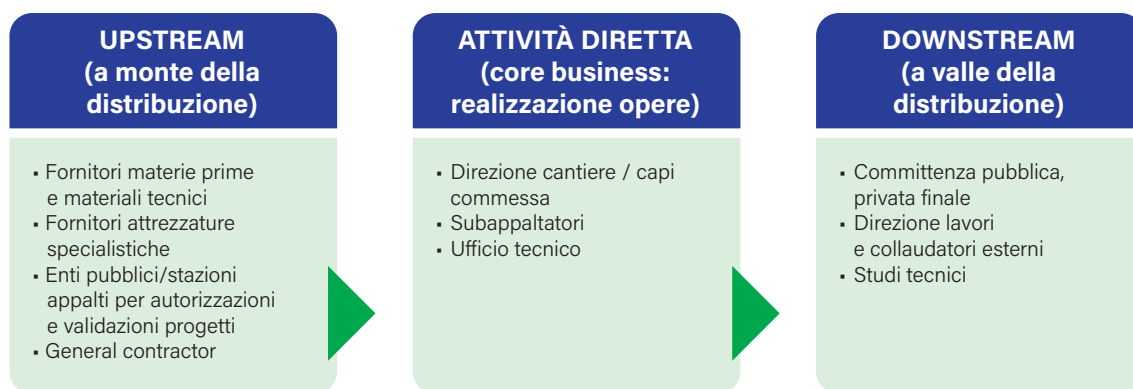 UPSTREAM
(a monte della
distribuzione)
▪ Fornitori materie prime
e materiali tecnici
▪ Fornitori attrezzature
specialistiche
▪ Enti pubblici/stazioni
appalti per autorizzazioni
e validazioni progetti
▪ General contractor
ATTIVITÀ DIRETTA
(core business:
realizzazione opere)
▪ Direzione cantiere / capi
commessa
▪ Subappaltatori
▪ Ufficio tecnico
DOWNSTREAM
(a valle della
distribuzione)
▪ Committenza pubblica,
privata finale
▪ Direzione lavori
e collaudatori esterni
▪ Studi tecnici